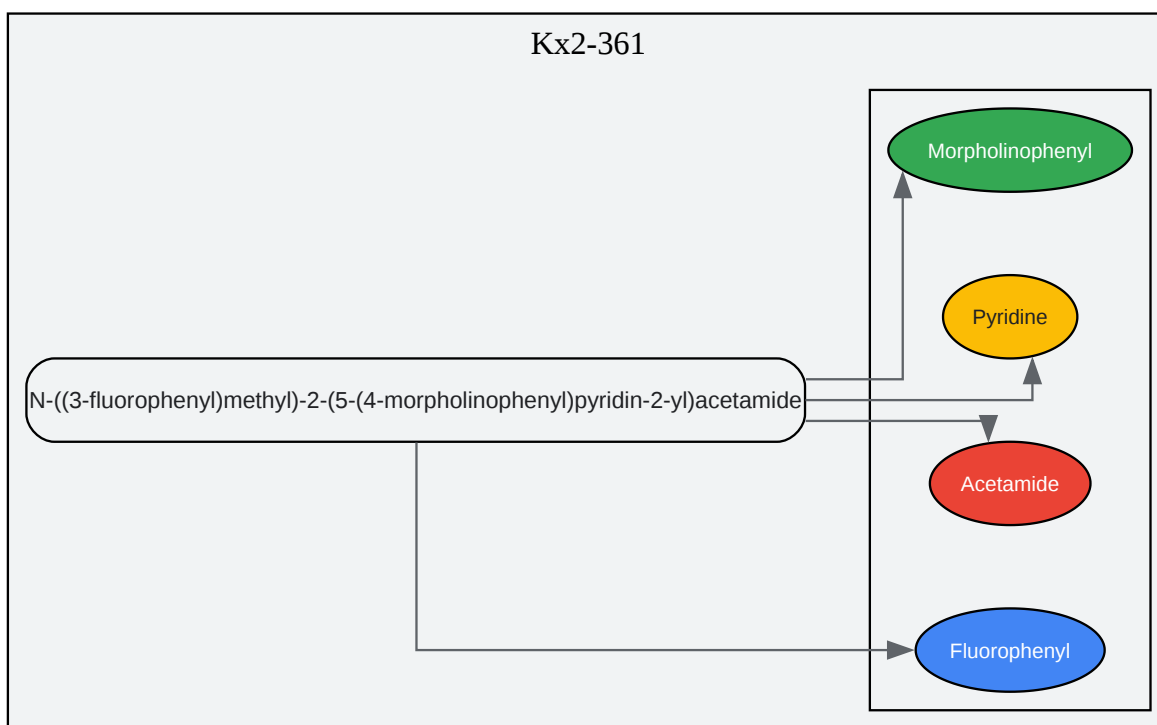 Kx2-361
Morpholinophenyl
Pyridine
N-((3-fluorophenyl)methyl)-2-(5-(4-morpholinophenyl)pyridin-2-yl)acetamide
Acetamide
Fluorophenyl